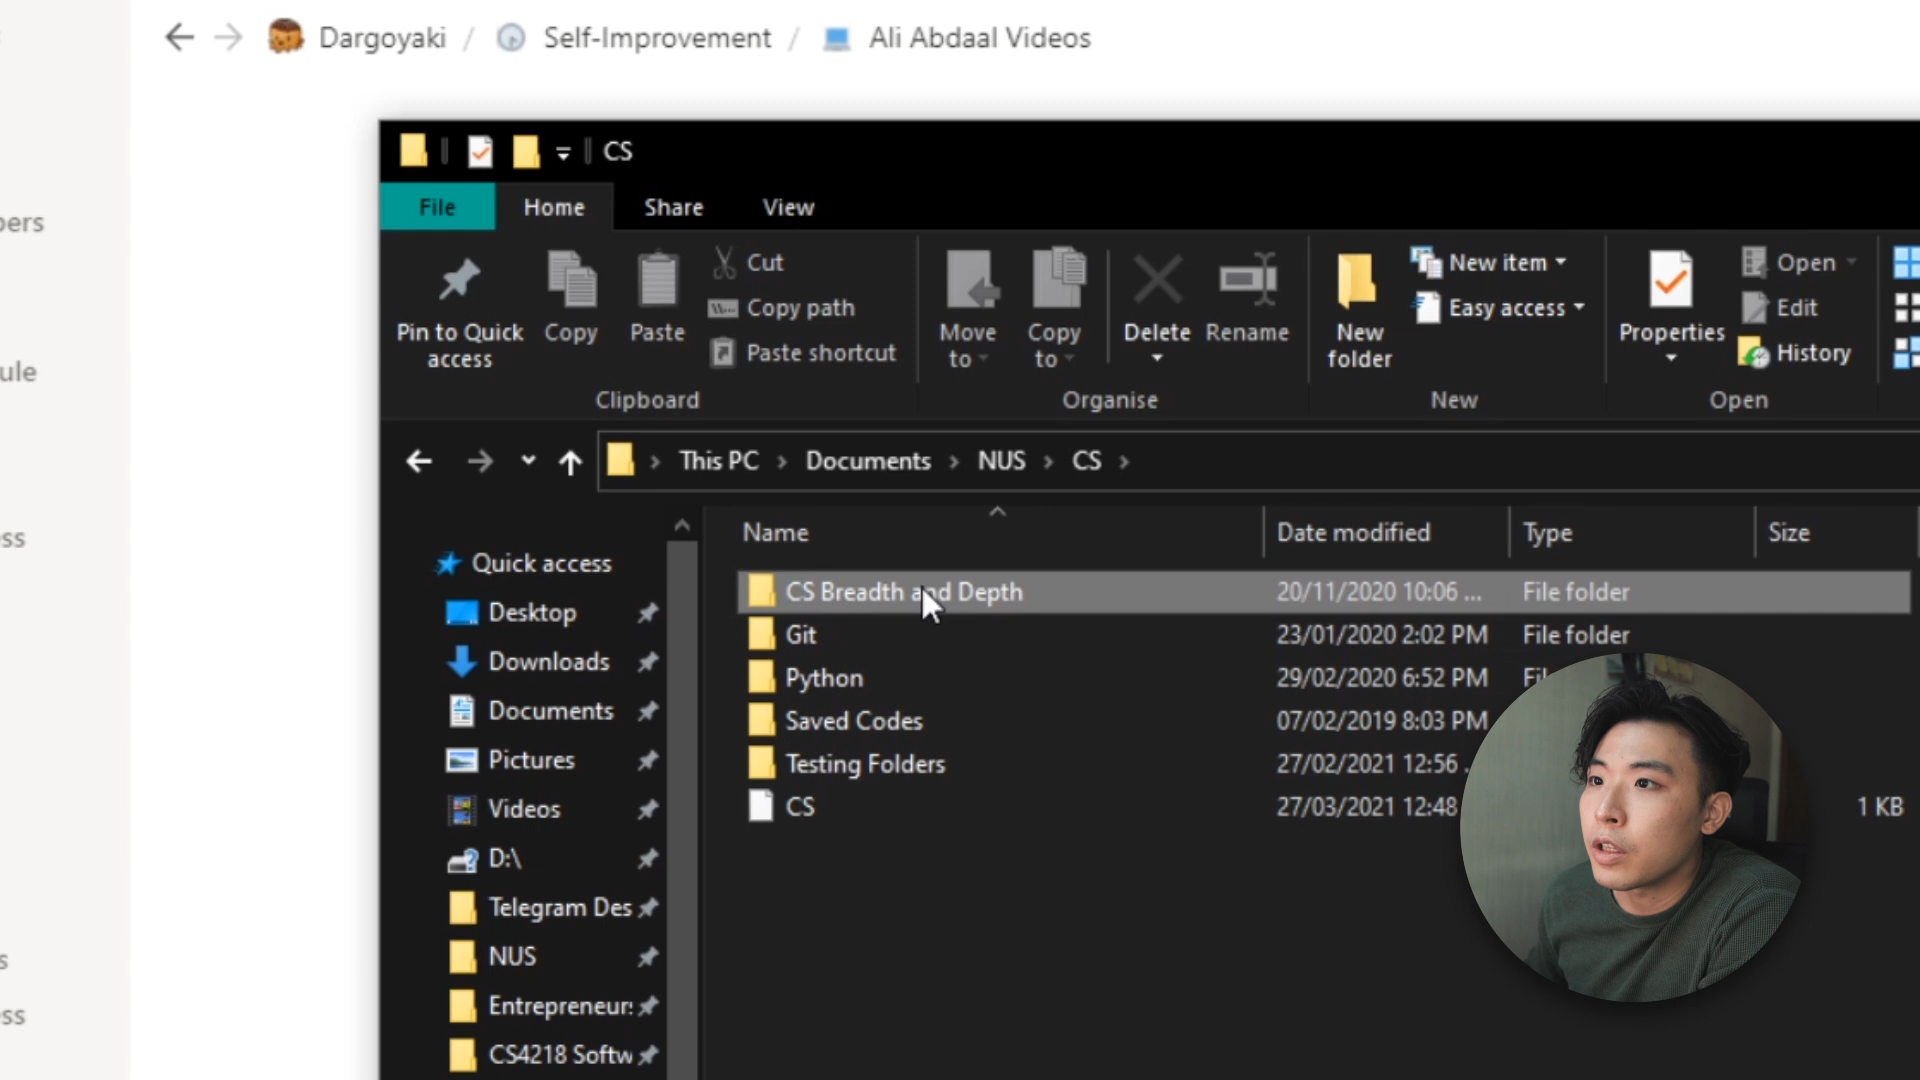 Dargoyaki / Self-Improvement / Ali Abdaal Videos
CS
File Home Share View
Pin to Quick access
Copy
Paste
Cut
Copy path
Paste shortcut
Clipboard
Move to
Copy to
Delete
Rename
Organise
New folder
New item
Easy access
New
Properties
Open
Edit
History
Open
This PC > Documents > NUS > CS >
Name Date modified Type Size
CS Breadth and Depth 20/11/2020 10:06 ... File folder
Git 23/01/2020 2:02 PM File folder
Python 29/02/2020 6:52 PM
Saved Codes 07/02/2019 8:03 PM
Testing Folders 27/02/2021 12:56
CS 27/03/2021 12:48 1 KB
Quick access
Desktop
Downloads
Documents
Pictures
Videos
D:\
Telegram Des
NUS
Entrepreneur
CS4218 Softw